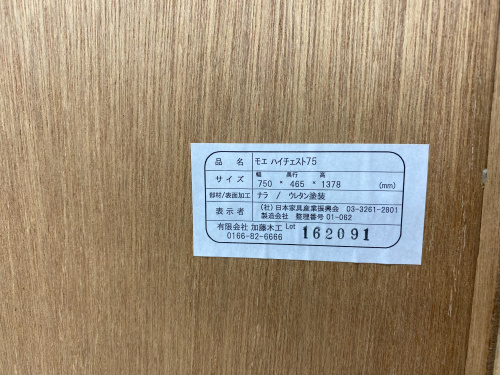 品名 モエ ハイチェスト75
幅 奥行 高
サイズ 750 * 465 * 1378 (mm)
部材/表面加工 ナラ / ウレタン塗装
表示者 (社)日本家具産業振興会 03-3261-2801
製造会社 整理番号01-062
有限会社 加藤木工 Lot 162091
0166-82-6666